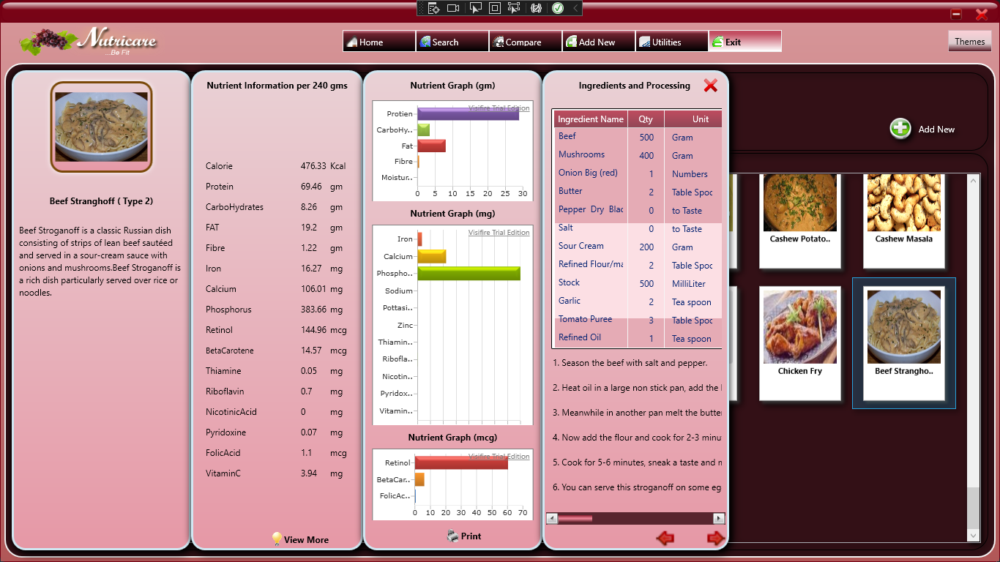 Nutricare
...Be Fit
Home
Search
Compare
Add New
Utilities
Exit
Themes
Beef Stranghoff ( Type 2)
Beef Stroganoff is a classic Russian dish
consisting of strips of lean beef sautéed
and served in a sour-cream sauce with
onions and mushrooms.Beef Stroganoff is
a rich dish particularly served over rice or
noodles.
Nutrient Information per 240 gms
Calorie 476.33 Kcal
Protein 69.46 gm
CarboHydrates 8.26 gm
FAT 19.2 gm
Fibre 1.22 gm
Iron 16.27 mg
Calcium 106.01 mg
Phosphorus 383.66 mg
Retinol 144.96 mcg
BetaCarotene 14.57 mcg
Thiamine 0.05 mg
Riboflavin 0.7 mg
NicotinicAcid 0 mg
Pyridoxine 0.07 mg
FolicAcid 1.1 mcg
VitaminC 3.94 mg
View More
Nutrient Graph (gm)
Visifire Trial Edition
Protien
CarboHy..
Fat
Fibre
Moistur..
0 5 10 15 20 25 30
Nutrient Graph (mg)
Visifire Trial Edition
Iron
Calcium
Phospho..
Sodium
Pottasi..
Zinc
Thiamin..
Ribofla..
Nicotin..
Pyridox..
Vitamin..
Nutrient Graph (mcg)
Visifire Trial Edition
Retinol
BetaCar..
FolicAc..
0 10 20 30 40 50 60 70
Print
Ingredients and Processing
Ingredient Name Qty Unit
Beef 500 Gram
Mushrooms 400 Gram
Onion Big (red) 1 Numbers
Butter 2 Table Spoc
Pepper Dry Blac 0 to Taste
Salt 0 to Taste
Sour Cream 200 Gram
Refined Flour/ma 2 Table Spoc
Stock 500 MilliLiter
Garlic 2 Tea spoon
Tomato Puree 3 Table Spoc
Refined Oil 1 Tea spoon
1. Season the beef with salt and pepper.
2. Heat oil in a large non stick pan, add the
3. Meanwhile in another pan melt the butter
4. Now add the flour and cook for 2-3 minu
5. Cook for 5-6 minutes, sneak a taste and
6. You can serve this stroganoff on some eg
Add New
Cashew Potato..
Cashew Masala
Chicken Fry
Beef Strangho..